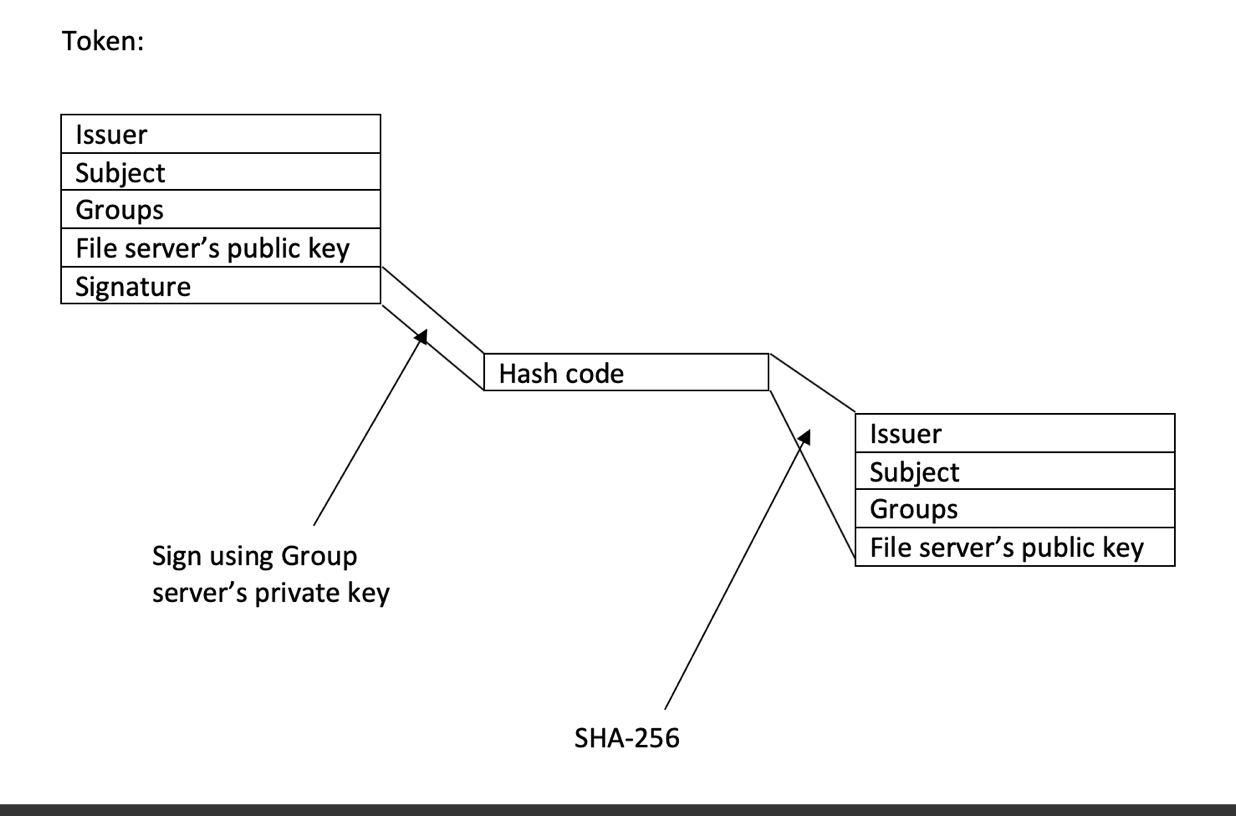 Token:
Issuer
Subject
Groups
File server’s public key
Signature
Hash code
Issuer
Subject
Groups
File server’s public key
Sign using Group
server’s private key
SHA-256